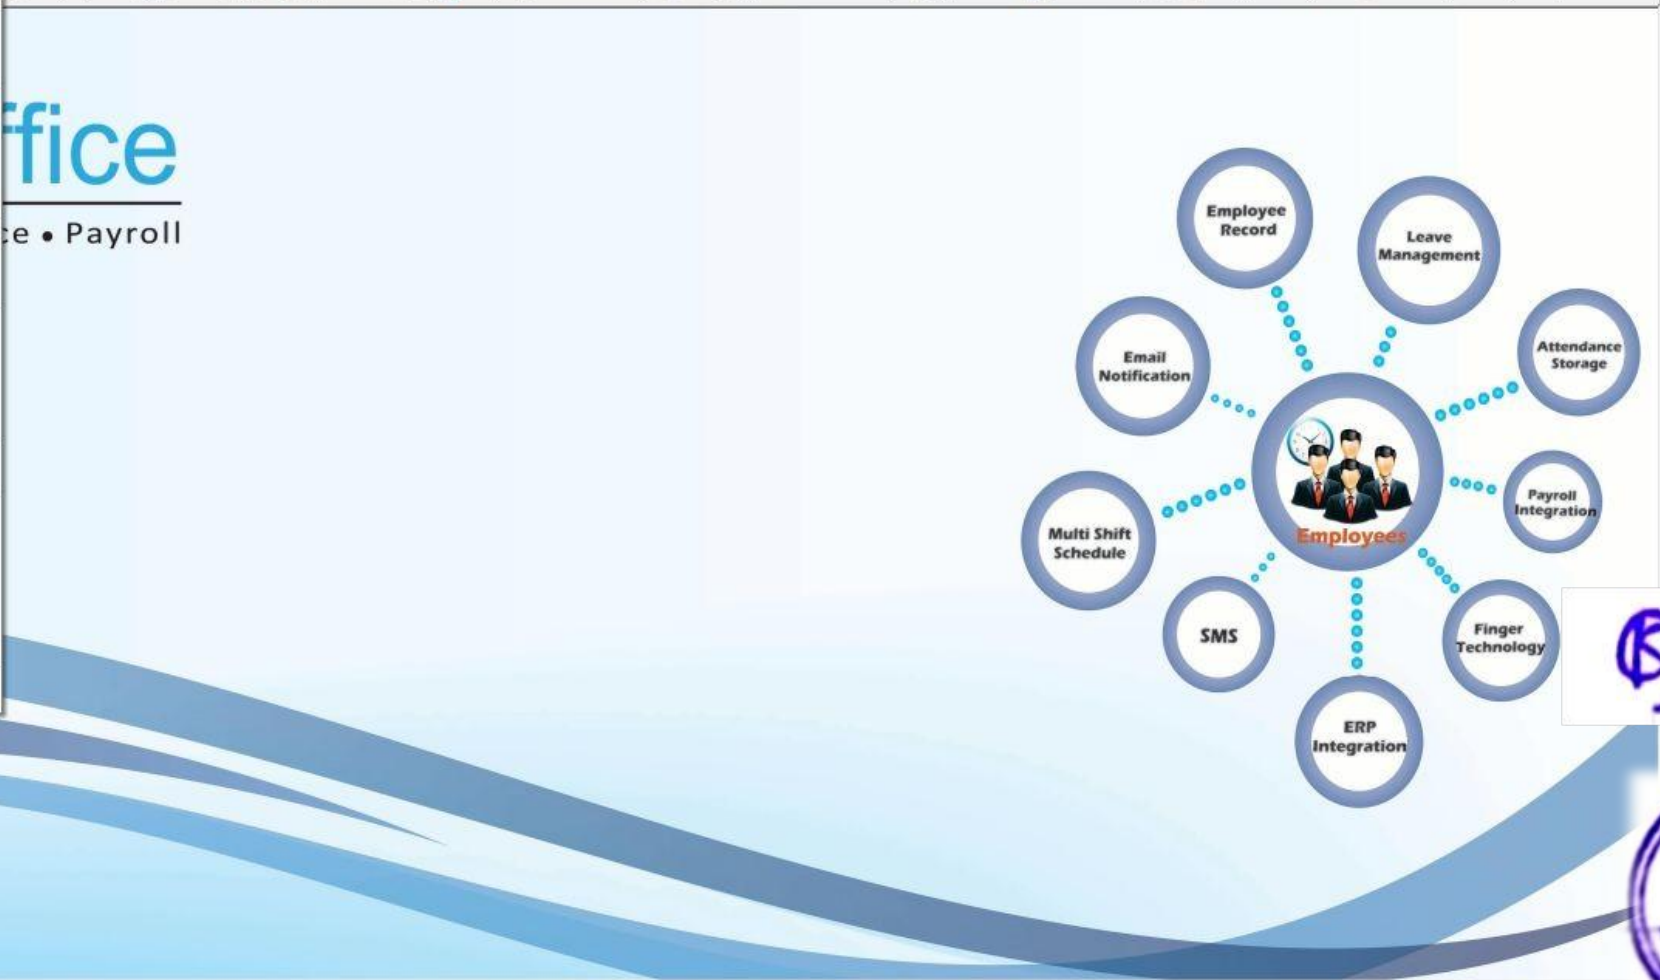 ffice
ce • Payroll
Employee
Record
Leave
Management
Attendance
Storage
Email
Notification
Payroll
Integration
Employees
Multi Shift
Schedule
SMS
Finger
Technology
ERP
Integration